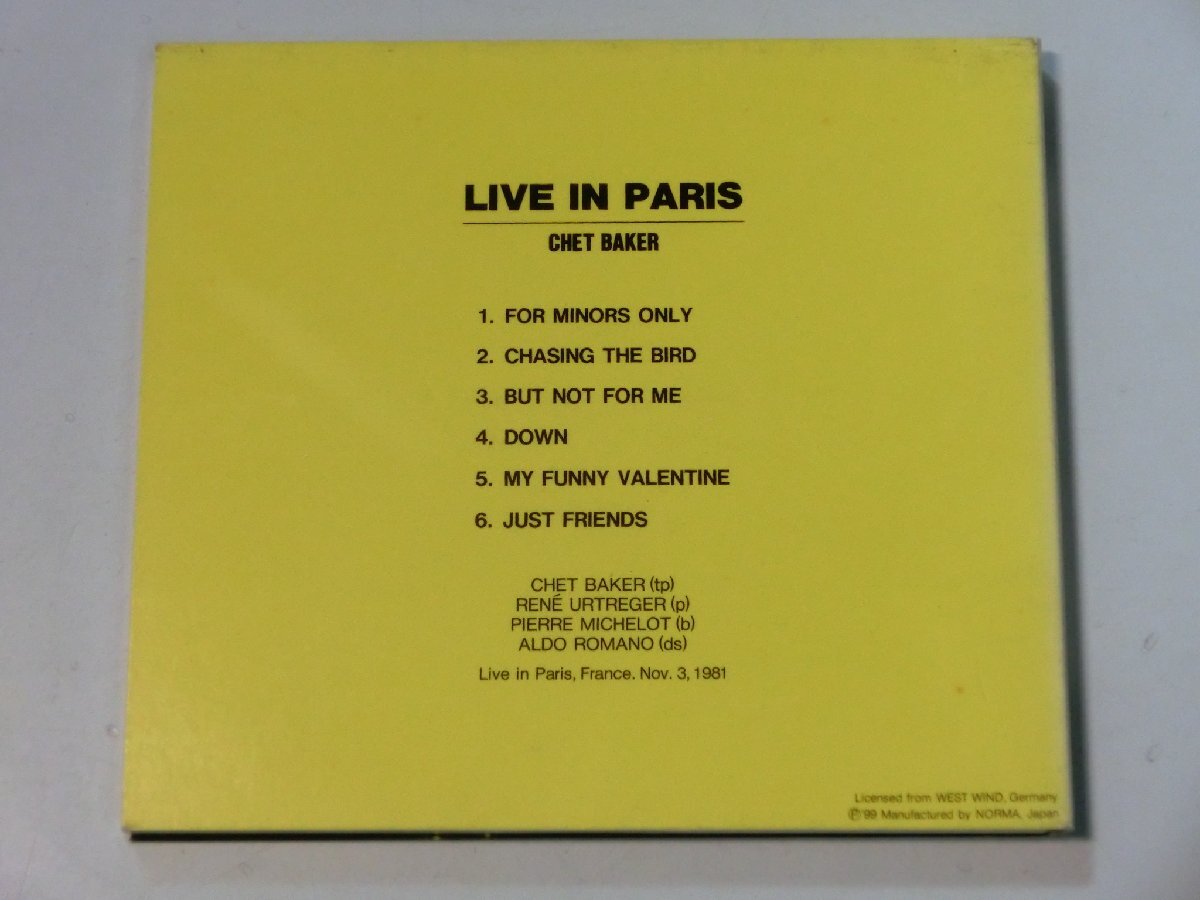 LIVE IN PARIS
CHET BAKER
1. FOR MINORS ONLY
2. CHASING THE BIRD
3. BUT NOT FOR ME
4. DOWN
5. MY FUNNY VALENTINE
6. JUST FRIENDS
CHET BAKER (tp)
RENÉ URTREGER (p)
PIERRE MICHELOT (b)
ALDO ROMANO (ds)
Live in Paris, France. Nov. 3, 1981
Licensed from WEST WIND, Germany
℗'99 Manufactured by NORMA, Japan